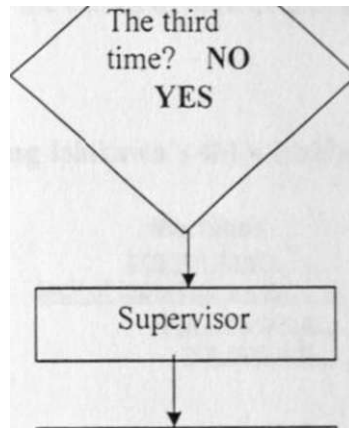 The third
time? NO
YES
Supervisor